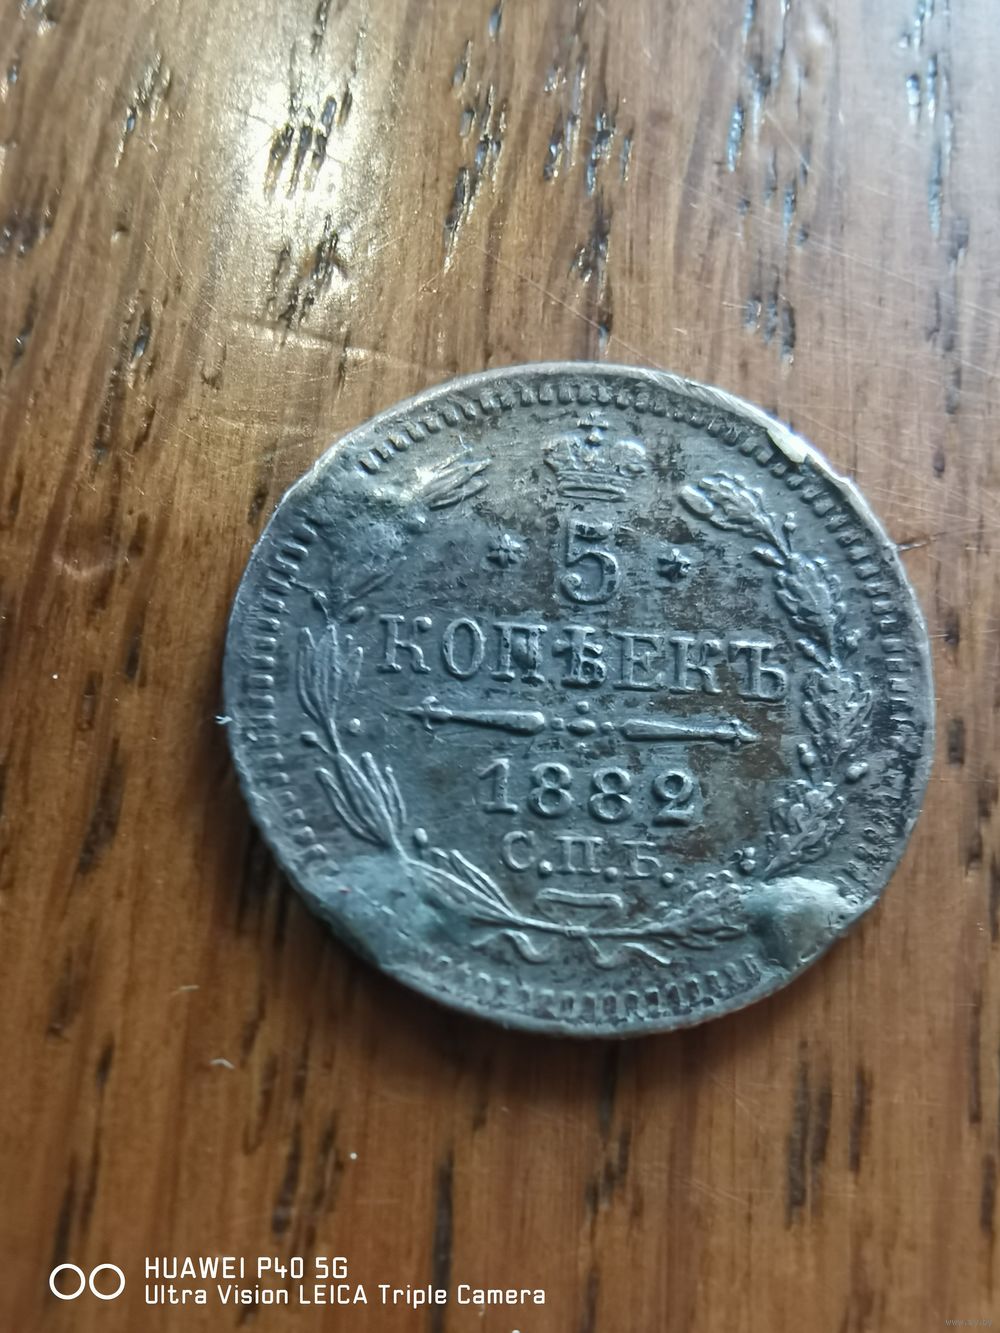 5
КОПѢЕКЪ
1882
С.П.Б.
HUAWEI P40 5G
Ultra Vision LEICA Triple Camera